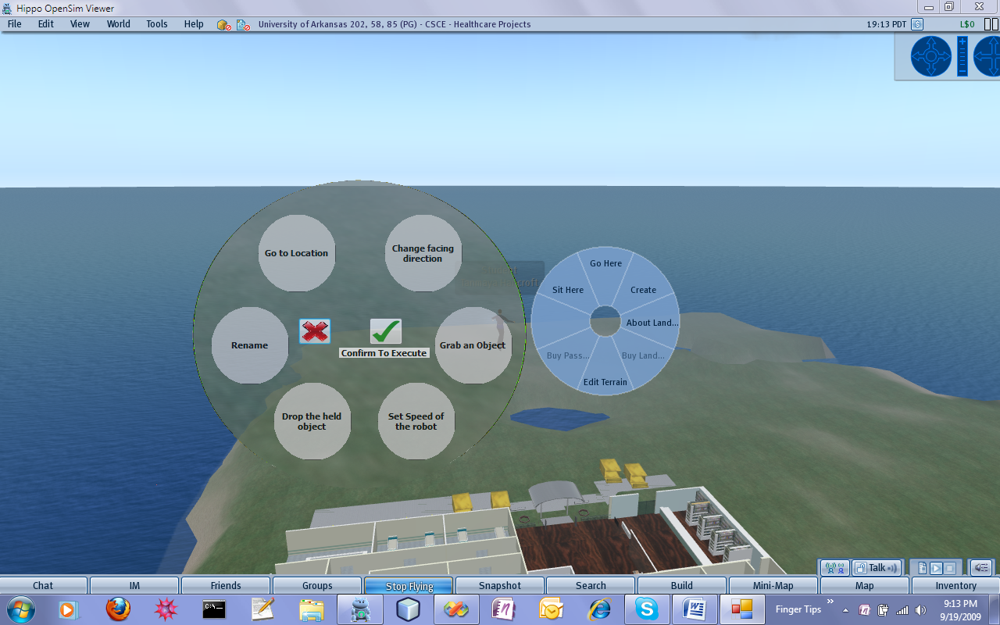 Hippo OpenSim Viewer
File Edit View World Tools Help University of Arkansas 202, 58, 85 (PG) - CSCE - Healthcare Projects 19:13 PDT L$0
Go to Location
Change facing
direction
Rename
Confirm To Execute
Grab an Object
Drop the held
object
Set Speed of
the robot
Go Here
Sit Here
Create
About Land...
Buy Pass...
Buy Land...
Edit Terrain
Talk
Chat IM Friends Groups Stop Flying Snapshot Search Build Mini-Map Map Inventory
C:\_
Finger Tips
9:13 PM
9/19/2009